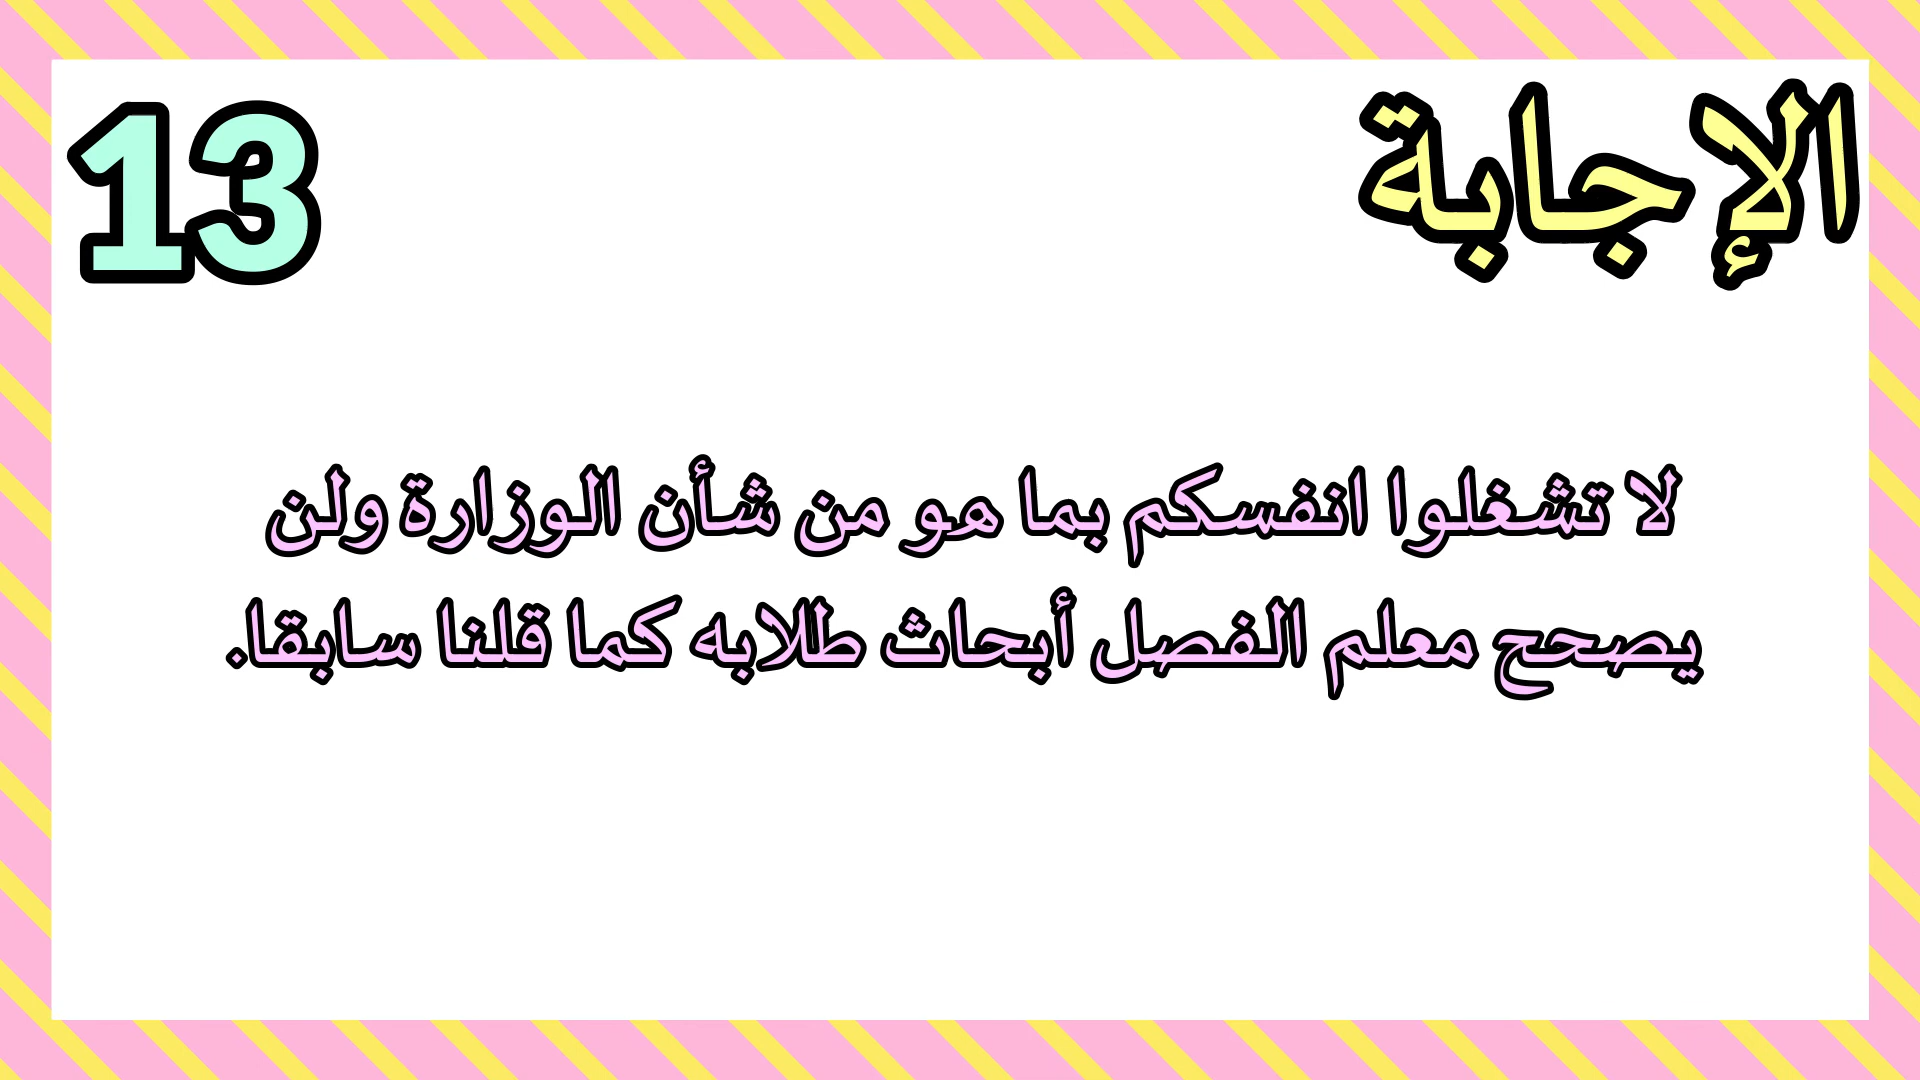 الإجابة
13
لا تشغلوا انفسكم بما هو من شأن الوزارة ولن
يصحح معلم الفصل أبحاث طلابه كما قلنا سابقا.